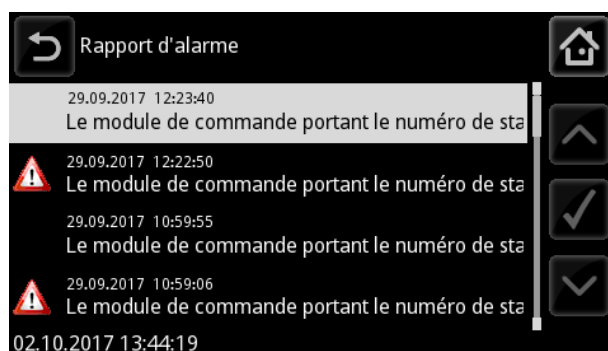 Rapport d'alarme
29.09.2017 12:23:40
Le module de commande portant le numéro de sta
29.09.2017 12:22:50
Le module de commande portant le numéro de sta
29.09.2017 10:59:55
Le module de commande portant le numéro de sta
29.09.2017 10:59:06
Le module de commande portant le numéro de sta
02.10.2017 13:44:19